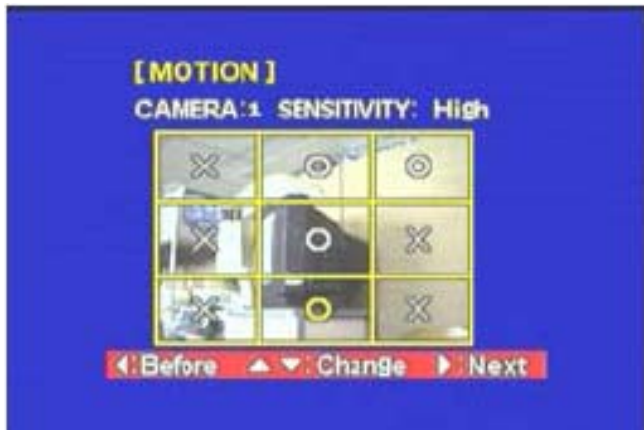 [MOTION]
CAMERA:1 SENSITIVITY: High
◀:Before ▲ ▼:Change ▶:Next